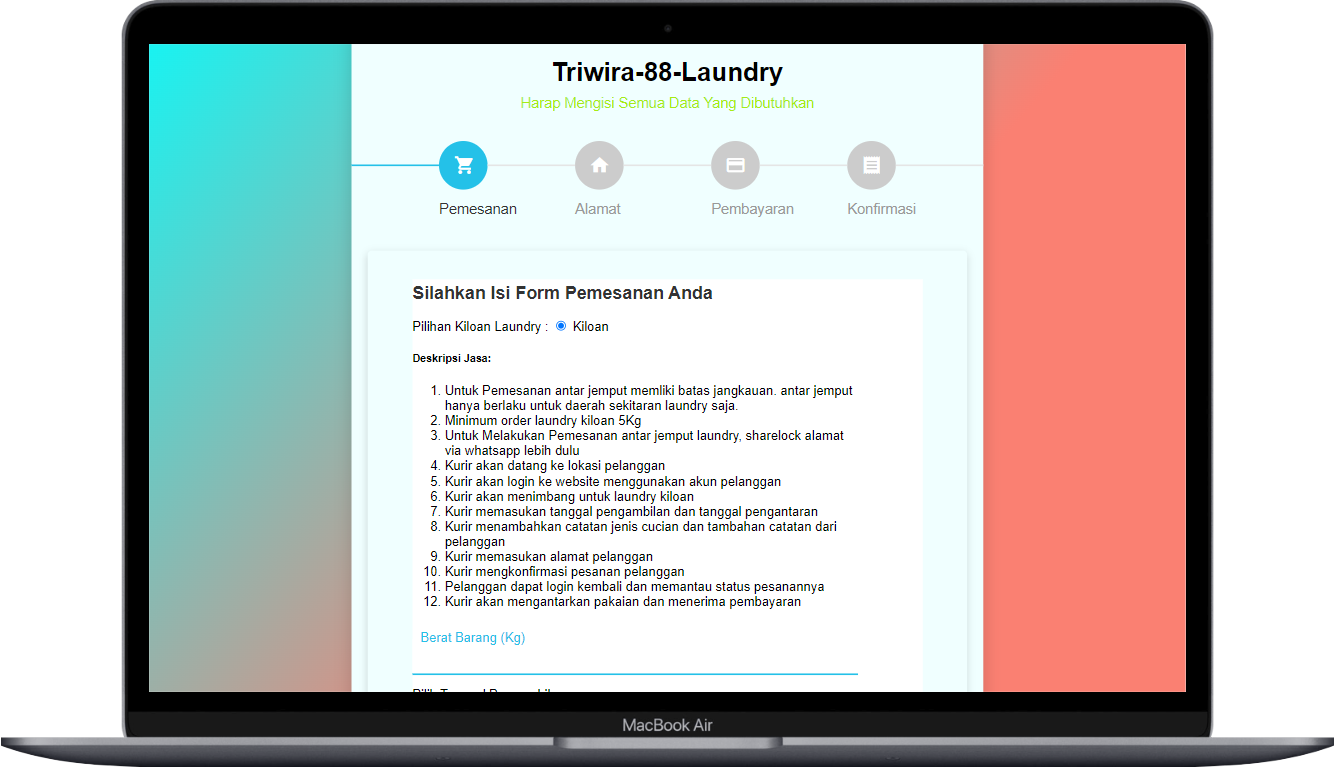 Triwira-88-Laundry
Harap Mengisi Semua Data Yang Dibutuhkan
Pemesanan
Alamat
Pembayaran
Konfirmasi
Silahkan Isi Form Pemesanan Anda
Pilihan Kiloan Laundry : Kiloan
Deskripsi Jasa:
1. Untuk Pemesanan antar jemput memliki batas jangkauan. antar jemput
hanya berlaku untuk daerah sekitaran laundry saja.
2. Minimum order laundry kiloan 5Kg
3. Untuk Melakukan Pemesanan antar jemput laundry, sharelock alamat
via whatsapp lebih dulu
4. Kurir akan datang ke lokasi pelanggan
5. Kurir akan login ke website menggunakan akun pelanggan
6. Kurir akan menimbang untuk laundry kiloan
7. Kurir memasukan tanggal pengambilan dan tanggal pengantaran
8. Kurir menambahkan catatan jenis cucian dan tambahan catatan dari
pelanggan
9. Kurir memasukan alamat pelanggan
10. Kurir mengkonfirmasi pesanan pelanggan
11. Pelanggan dapat login kembali dan memantau status pesanannya
12. Kurir akan mengantarkan pakaian dan menerima pembayaran
Berat Barang (Kg)
MacBook Air